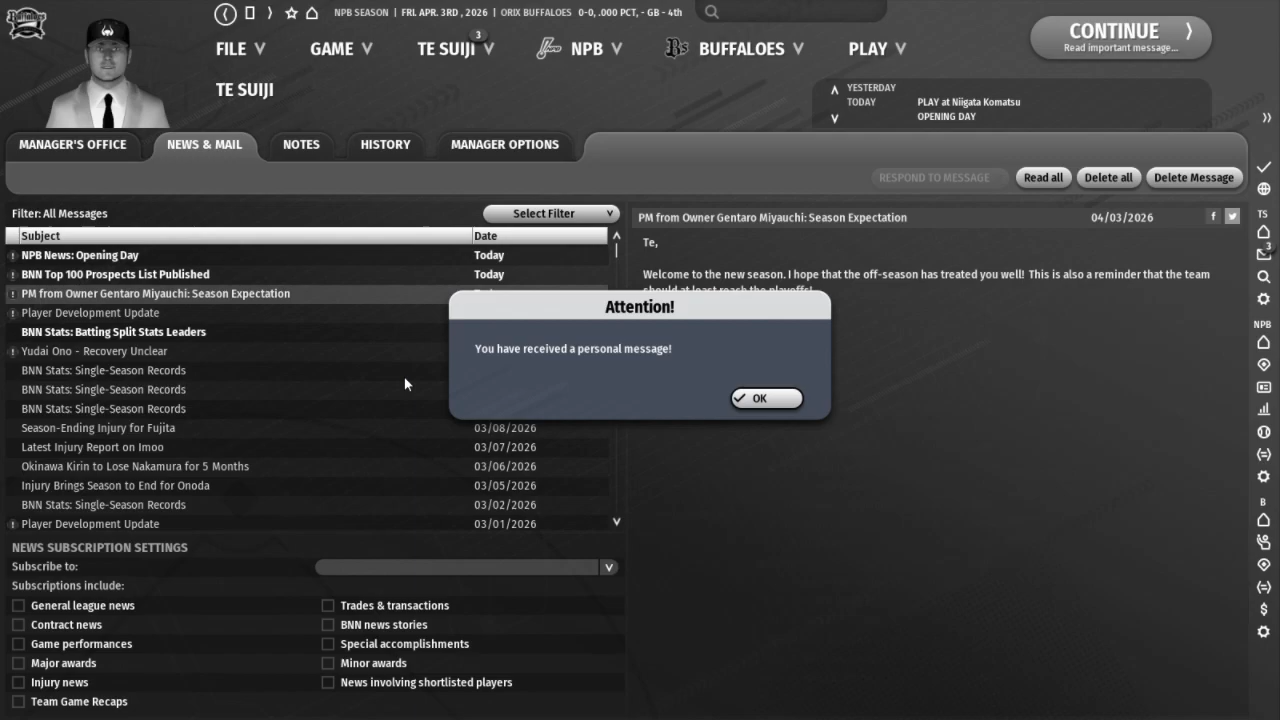 NPB SEASON | FRI. APR. 3RD , 2026 | ORIX BUFFALOES 0-0, .000 PCT, - GB - 4th
FILE GAME TE SUIJI 3 NPB Bs BUFFALOES PLAY
CONTINUE
Read important message...
TE SUIJI
YESTERDAY
TODAY PLAY at Niigata Komatsu
OPENING DAY
MANAGER'S OFFICE NEWS & MAIL NOTES HISTORY MANAGER OPTIONS
RESPOND TO MESSAGE Read all Delete all Delete Message
Filter: All Messages Select Filter
PM from Owner Gentaro Miyauchi: Season Expectation 04/03/2026
Subject Date
Te,
NPB News: Opening Day Today
BNN Top 100 Prospects List Published Today
Welcome to the new season. I hope that the off-season has treated you well! This is also a reminder that the team
should at least reach the playoffs!
PM from Owner Gentaro Miyauchi: Season Expectation
Player Development Update
BNN Stats: Batting Split Stats Leaders
Yudai Ono - Recovery Unclear
BNN Stats: Single-Season Records
BNN Stats: Single-Season Records
BNN Stats: Single-Season Records
Season-Ending Injury for Fujita 03/08/2026
Latest Injury Report on Imoo 03/07/2026
Okinawa Kirin to Lose Nakamura for 5 Months 03/06/2026
Injury Brings Season to End for Onoda 03/05/2026
BNN Stats: Single-Season Records 03/02/2026
Player Development Update 03/01/2026
Attention!
You have received a personal message!
OK
NEWS SUBSCRIPTION SETTINGS
Subscribe to:
Subscriptions include:
General league news Trades & transactions
Contract news BNN news stories
Game performances Special accomplishments
Major awards Minor awards
Injury news News involving shortlisted players
Team Game Recaps
TS
3
NPB
B